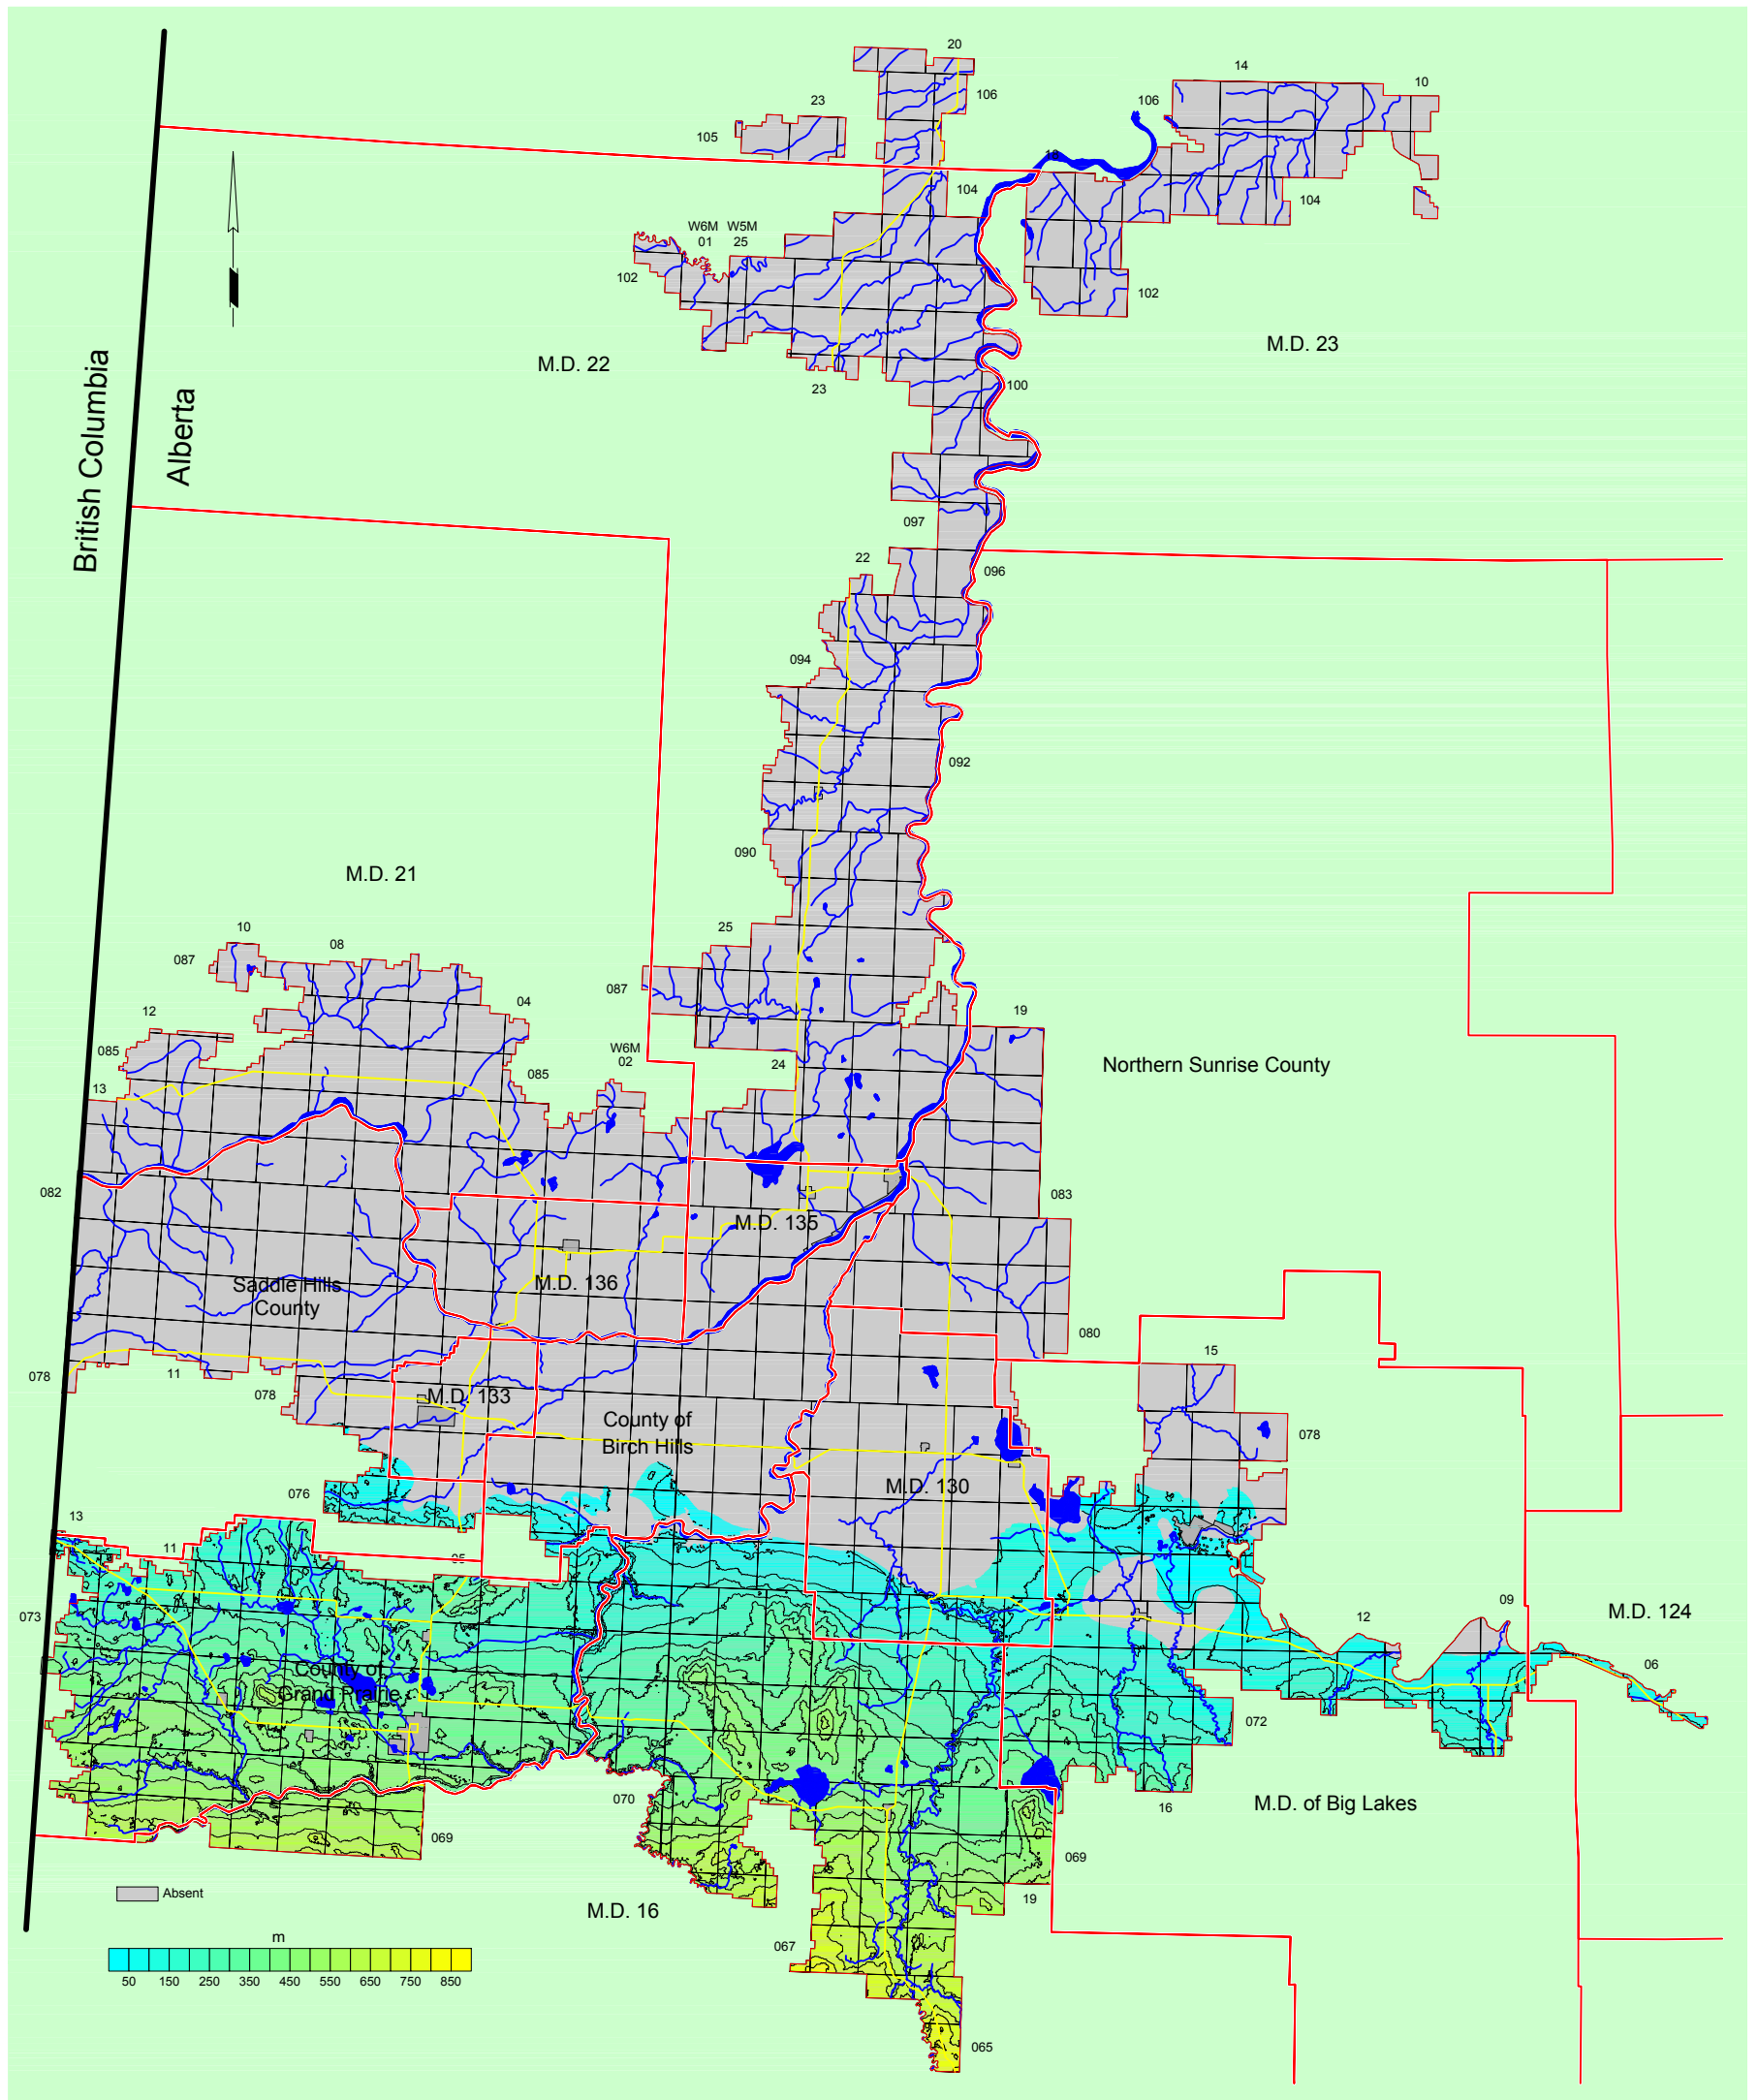 20
14
10
106
106
23
105
18
104
104
W6M W5M
01 25
102
102
M.D. 23
M.D. 22
23
100
British Columbia
Alberta
097
22
096
094
092
090
M.D. 21
10
08
25
087
087
04
12
19
W6M
02
24
085
085
13
Northern Sunrise County
082
083
M.D. 135
M.D. 136
Saddle Hills
County
080
15
11
078
078
M.D. 133
County of
Birch Hills
078
M.D. 130
076
13
11
05
09
073
12
M.D. 124
06
County of
Grand Prairie
072
070
16
M.D. of Big Lakes
069
069
Absent
19
M.D. 16
067
m
50 150 250 350 450 550 650 750 850
065